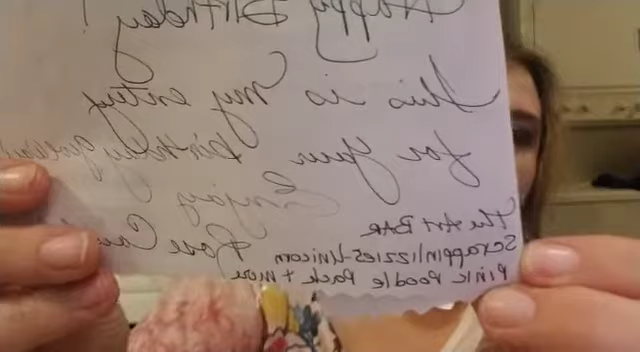 Happy Birthday!
This is my entry
for your birthday
Enjoy
Rose
The Art Bar
Scrappinlizzies-Unicorn
Pink Poodle Pack + more